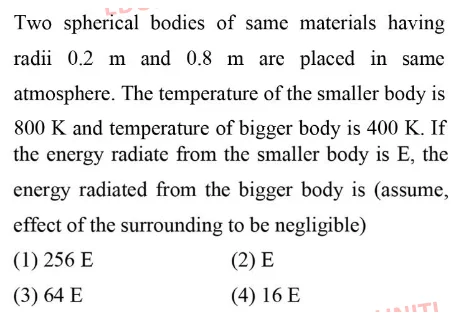 Two spherical bodies of same materials having
radii 0.2 m and 0.8 m are placed in same
atmosphere. The temperature of the smaller body is
800 K and temperature of bigger body is 400 K. If
the energy radiate from the smaller body is E, the
energy radiated from the bigger body is (assume,
effect of the surrounding to be negligible)
(1) 256 E (2) E
(3) 64 E (4) 16 E